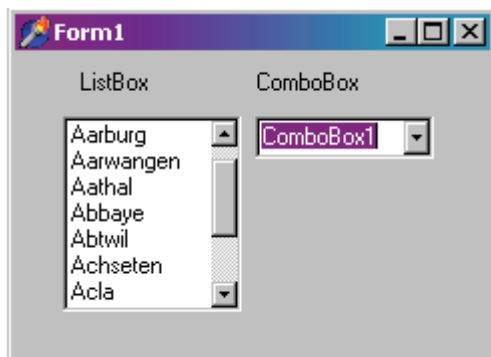 Form1
ListBox
ComboBox
Aarburg
Aarwangen
Aathal
Abbaye
Abtwil
Achseten
Acla
ComboBox1